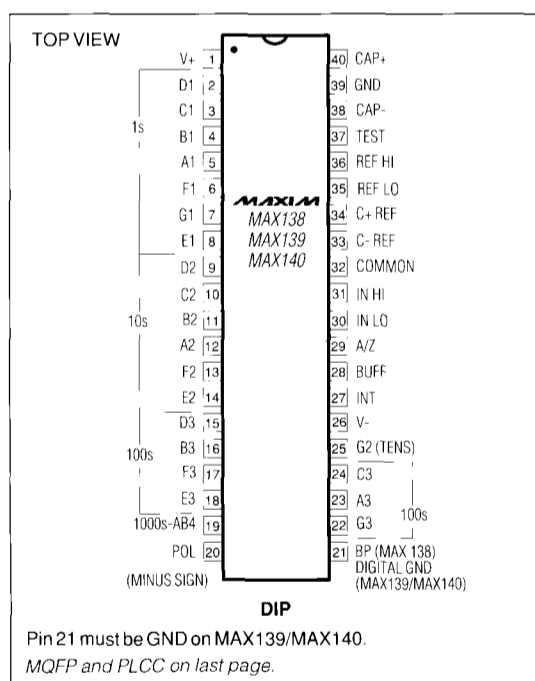 TOP VIEW
V+ 1
D1 2
C1 3
B1 4
A1 5
F1 6
G1 7
E1 8
D2 9
C2 10
B2 11
A2 12
F2 13
E2 14
D3 15
B3 16
F3 17
E3 18
1000s-AB4 19
POL 20
(MINUS SIGN)
1s
10s
100s
MAXIM
MAX138
MAX139
MAX140
40 CAP+
39 GND
38 CAP-
37 TEST
36 REF HI
35 REF LO
34 C+ REF
33 C- REF
32 COMMON
31 IN HI
30 IN LO
29 A/Z
28 BUFF
27 INT
26 V-
25 G2 (TENS)
24 C3
23 A3
22 G3
100s
21 BP (MAX 138)
DIGITAL GND
(MAX139/MAX140)
DIP
Pin 21 must be GND on MAX139/MAX140.
MQFP and PLCC on last page.